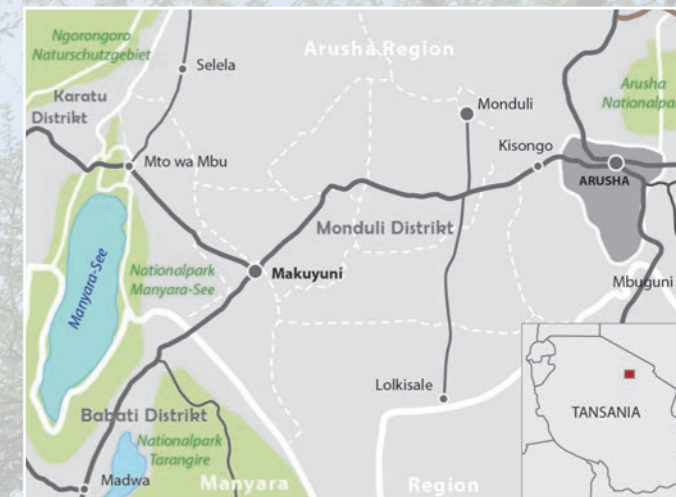 Ngorongoro
Naturschutzgebiet
Arusha Region
Selela
Karatu
Distrikt
Monduli
Arusha
Nationalpa
Kisongo
Mto wa Mbu
ARUSHA
Monduli Distrikt
Manyara-See
Nationalpark
Manyara-See
Makuyuni
Mbuguni
Lolkisale
TANSANIA
Babati Distrikt
Nationalpark
Tarangire
Madwa
Manyara
Region